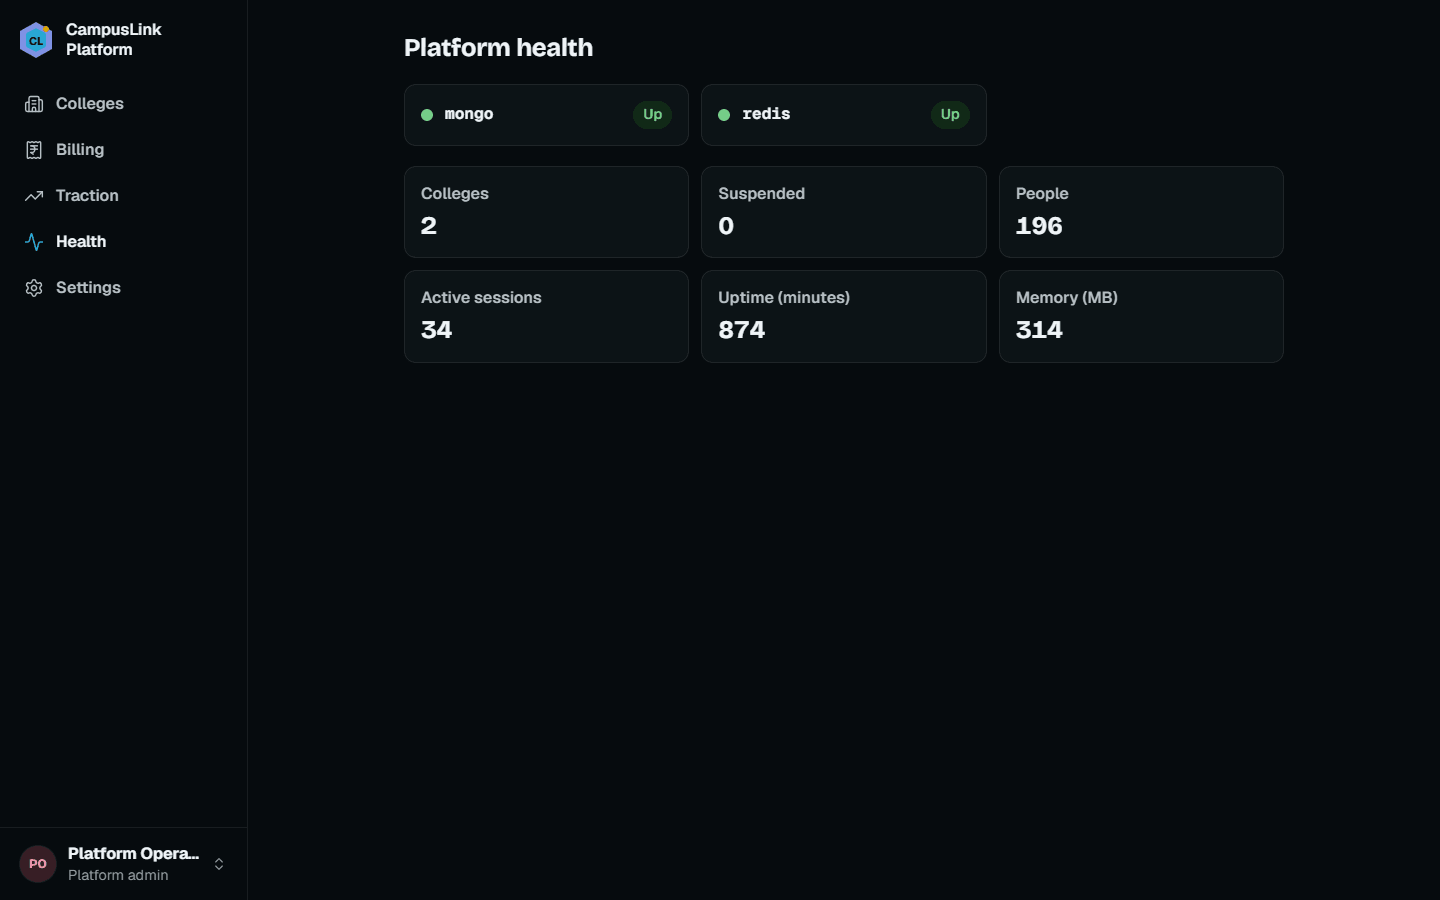 CL
CampusLink
Platform
Colleges
Billing
Traction
Health
Settings
PO
Platform Opera...
Platform admin
Platform health
mongo
Up
redis
Up
Colleges
2
Suspended
0
People
196
Active sessions
34
Uptime (minutes)
874
Memory (MB)
314